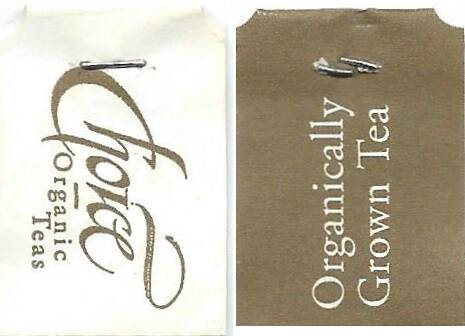 Choice
Organic
Teas
Organically
Grown Tea